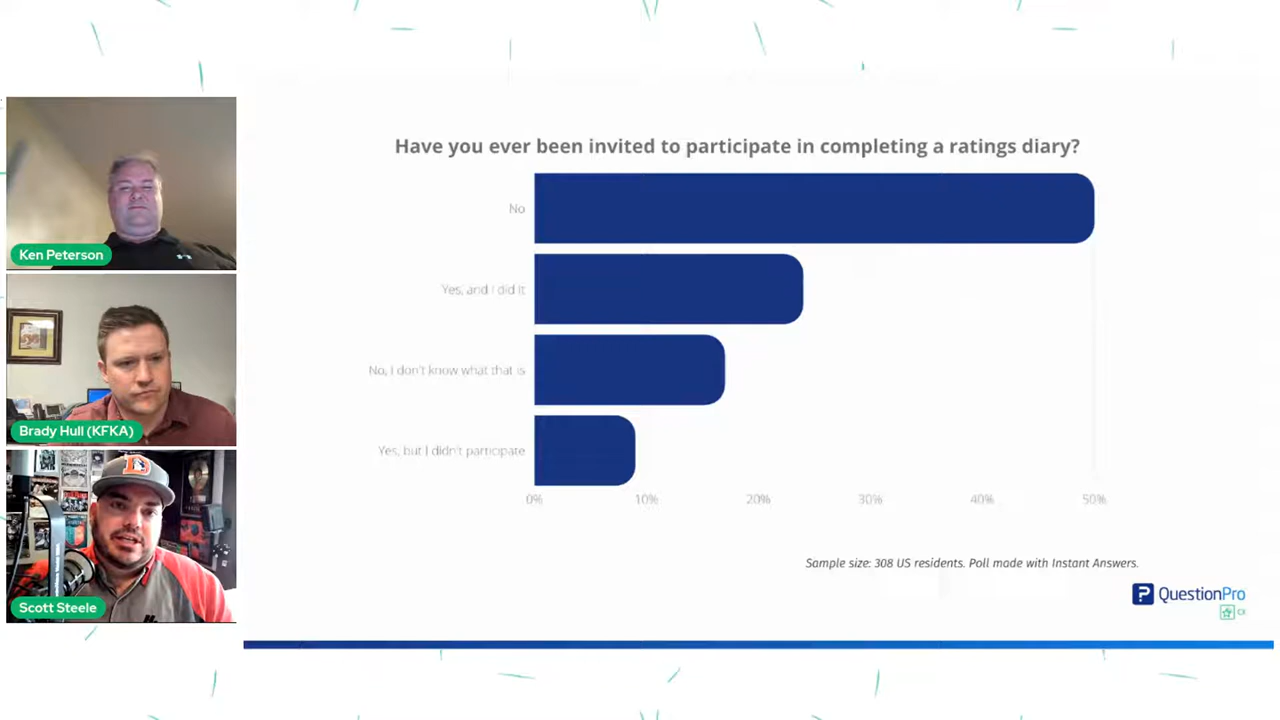 Have you ever been invited to participate in completing a ratings diary?
No
Yes, and I did it
No, I don't know what that is
Yes, but I didn't participate
0%
10%
20%
30%
40%
50%
Sample size: 308 US residents. Poll made with Instant Answers.
QuestionPro
CX
Ken Peterson
Brady Hull (KFKA)
Scott Steele